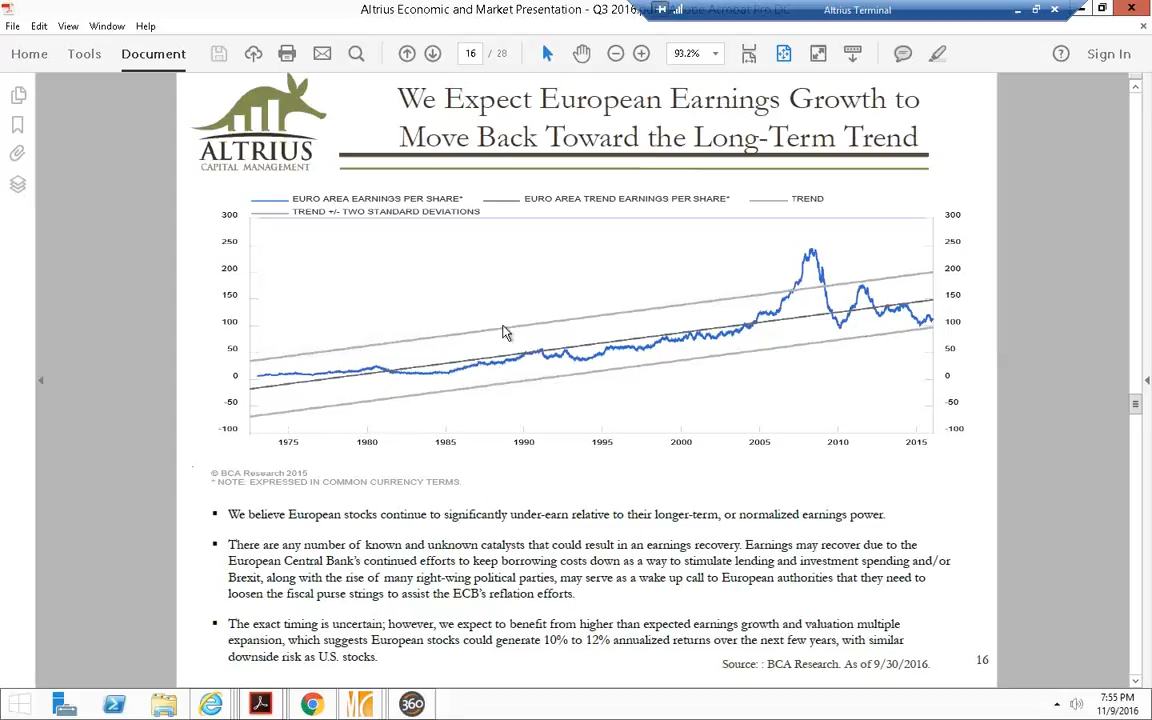 Altrius Economic and Market Presentation - Q3 2016
Altrius Terminal
File Edit View Window Help
Home Tools Document
16 / 28
93.2%
Sign In
ALTRIUS
CAPITAL MANAGEMENT
We Expect European Earnings Growth to
Move Back Toward the Long-Term Trend
EURO AREA EARNINGS PER SHARE* EURO AREA TREND EARNINGS PER SHARE* TREND
TREND +/- TWO STANDARD DEVIATIONS
300 300
250 250
200 200
150 150
100 100
50 50
0 0
-50 -50
-100 -100
1975 1980 1985 1990 1995 2000 2005 2010 2015
© BCA Research 2015
* NOTE: EXPRESSED IN COMMON CURRENCY TERMS.
▪ We believe European stocks continue to significantly under-earn relative to their longer-term, or normalized earnings power.
▪ There are any number of known and unknown catalysts that could result in an earnings recovery. Earnings may recover due to the
European Central Bank's continued efforts to keep borrowing costs down as a way to stimulate lending and investment spending and/or
Brexit, along with the rise of many right-wing political parties, may serve as a wake up call to European authorities that they need to
loosen the fiscal purse strings to assist the ECB's reflation efforts.
▪ The exact timing is uncertain; however, we expect to benefit from higher than expected earnings growth and valuation multiple
expansion, which suggests European stocks could generate 10% to 12% annualized returns over the next few years, with similar
downside risk as U.S. stocks.
Source: : BCA Research. As of 9/30/2016.
16
360
7:55 PM
11/9/2016